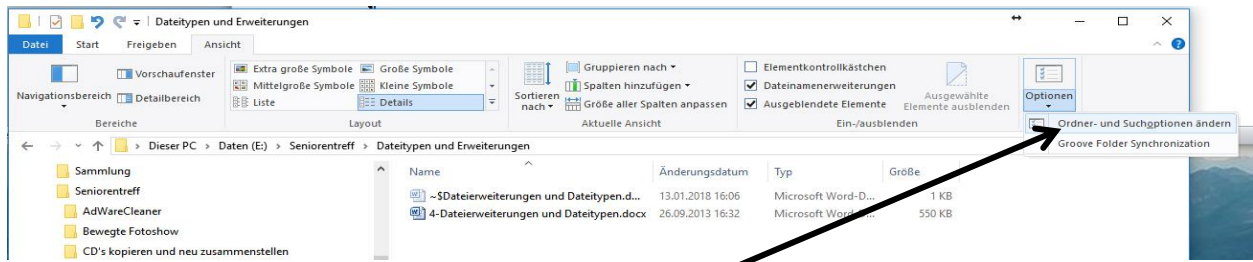 Dateitypen und Erweiterungen
Datei Start Freigeben Ansicht
Navigationsbereich
Vorschaufenster
Detailbereich
Bereiche
Extra große Symbole Große Symbole
Mittelgroße Symbole Kleine Symbole
Liste Details
Layout
Sortieren nach
Gruppieren nach
Spalten hinzufügen
Größe aller Spalten anpassen
Aktuelle Ansicht
Elementkontrollkästchen
Dateinamenerweiterungen
Ausgeblendete Elemente
Ausgewählte
Elemente ausblenden
Ein-/ausblenden
Optionen
Ordner- und Suchoptionen ändern
Groove Folder Synchronization
Dieser PC > Daten (E:) > Seniorentreff > Dateitypen und Erweiterungen
Sammlung
Seniorentreff
AdWareCleaner
Bewegte Fotoshow
CD's kopieren und neu zusammenstellen
Name Änderungsdatum Typ Größe
~$Dateierweiterungen und Dateitypen.d... 13.01.2018 16:06 Microsoft Word-D... 1 KB
4-Dateierweiterungen und Dateitypen.docx 26.09.2013 16:32 Microsoft Word-D... 550 KB